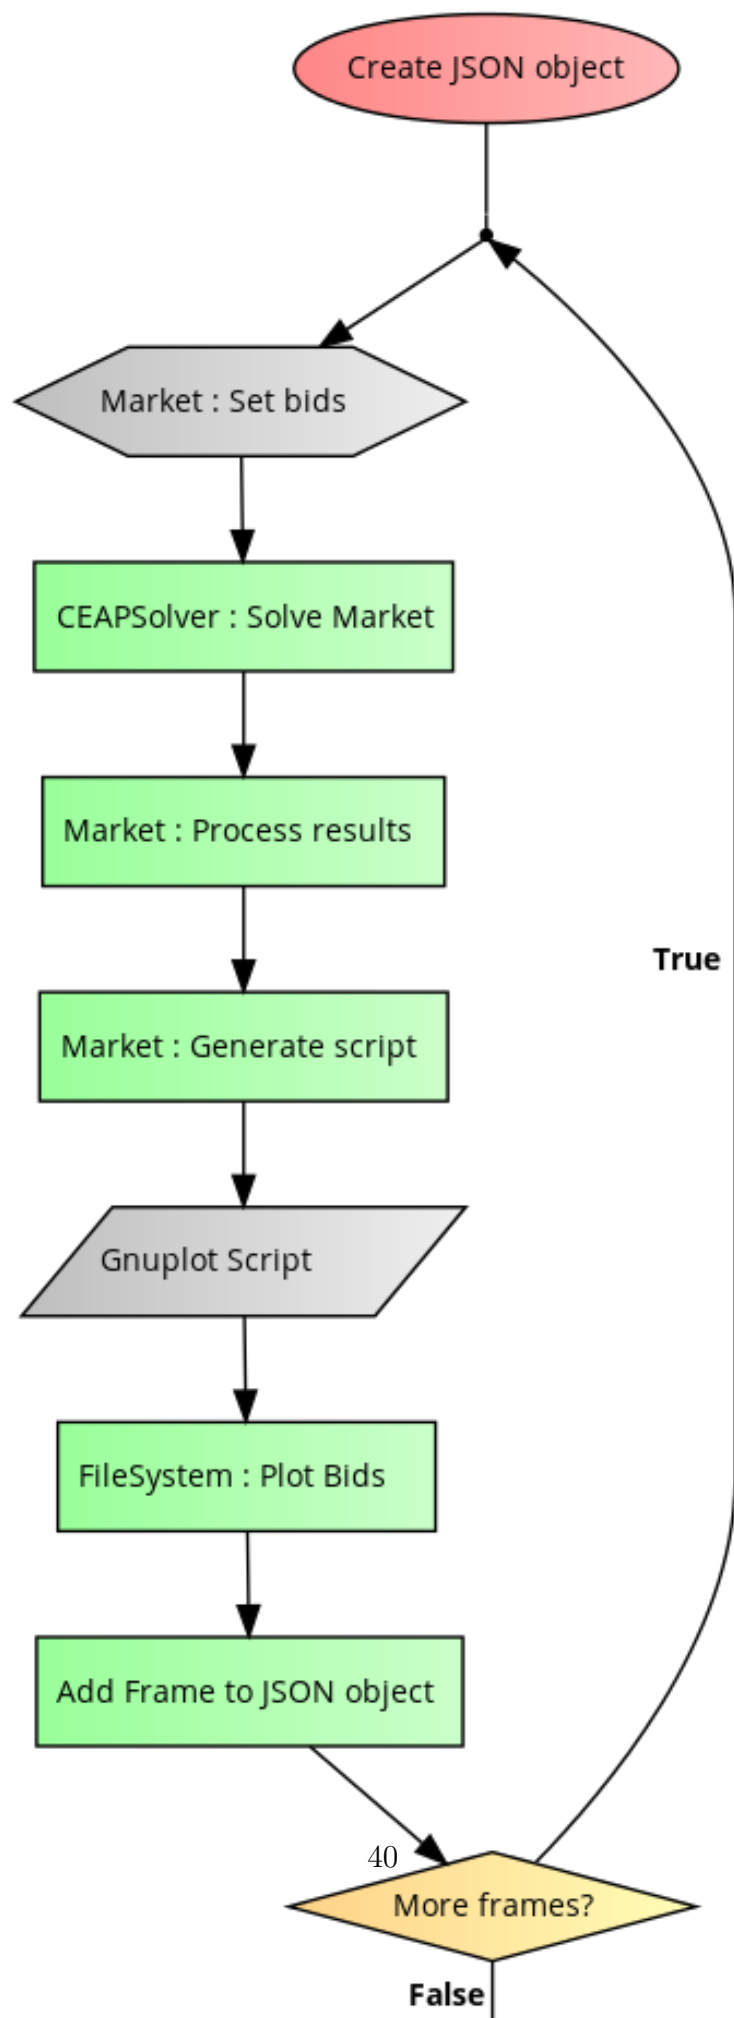 Create JSON object
Market : Set bids
CEAPSolver : Solve Market
Market : Process results
True
Market : Generate script
Gnuplot Script
FileSystem : Plot Bids
Add Frame to JSON object
40
More frames?
False